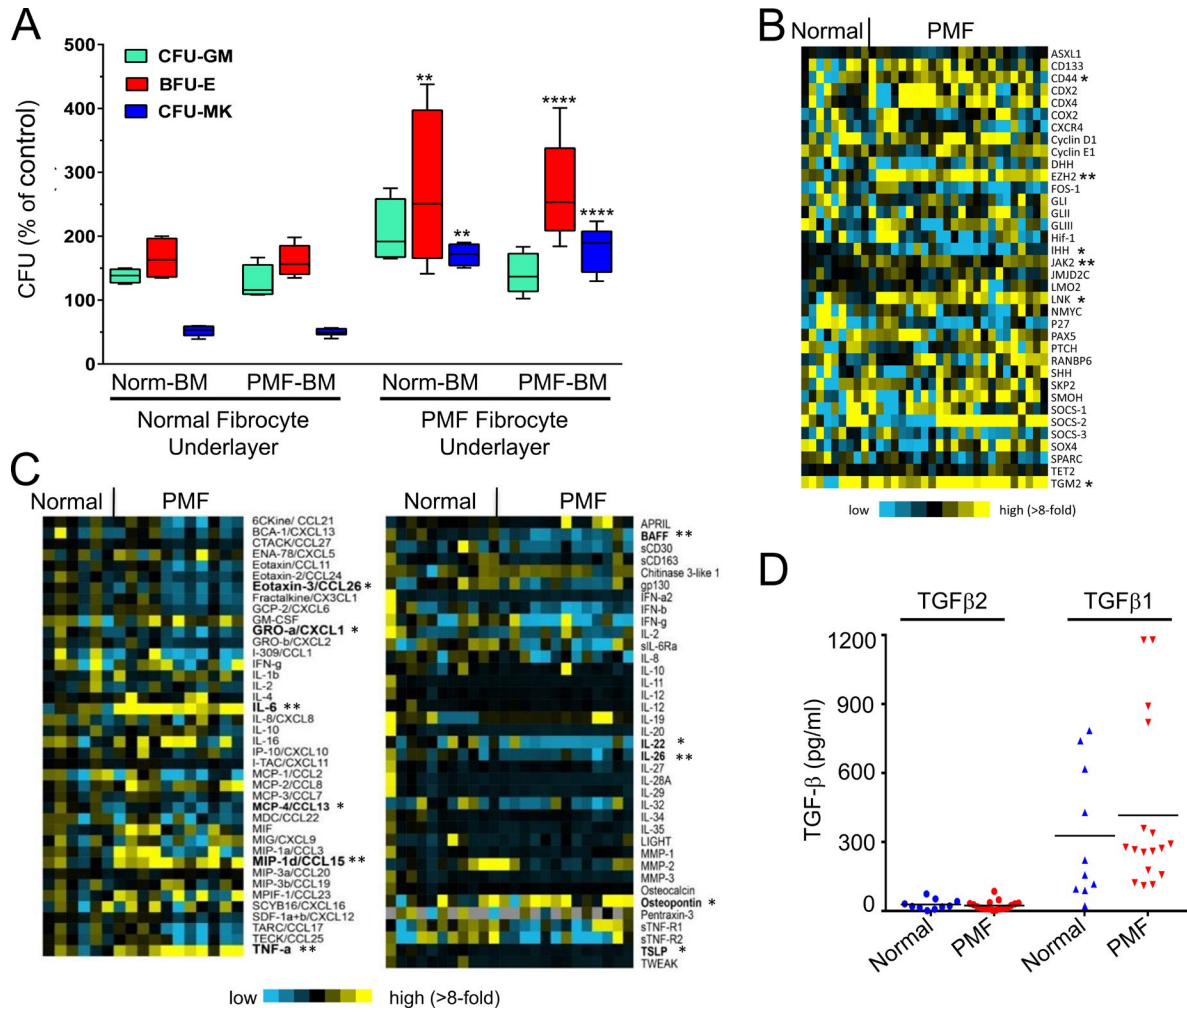 A
500
400
300
200
100
0
CFU (% of control)
CFU-GM
BFU-E
CFU-MK
**
**
****
****
Norm-BM
PMF-BM
Norm-BM
PMF-BM
Normal Fibrocyte
Underlayer
PMF Fibrocyte
Underlayer
B
Normal
PMF
ASXL1
CD133
CD44 *
CDX2
CDX4
COX2
CXCR4
Cyclin D1
Cyclin E1
DHH
EZH2 **
FOS-1
GLI
GLII
GLIII
Hif-1
IHH *
JAK2 **
JMJD2C
LMO2
LNK *
NMYC
P27
PAX5
PTCH
RANBP6
SHH
SKP2
SMOH
SOCS-1
SOCS-2
SOCS-3
SOX4
SPARC
TET2
TGM2 *
low
high (>8-fold)
C
Normal
PMF
6CKine/ CCL21
BCA-1/CXCL13
CTACK/CCL27
ENA-78/CXCL5
Eotaxin/CCL11
Eotaxin-2/CCL24
Eotaxin-3/CCL26 *
Fractalkine/CX3CL1
GCP-2/CXCL6
GM-CSF
GRO-a/CXCL1 *
GRO-b/CXCL2
I-309/CCL1
IFN-g
IL-1b
IL-2
IL-4
IL-6 **
IL-8/CXCL8
IL-10
IL-16
IP-10/CXCL10
I-TAC/CXCL11
MCP-1/CCL2
MCP-2/CCL8
MCP-3/CCL7
MCP-4/CCL13 *
MDC/CCL22
MIF
MIG/CXCL9
MIP-1a/CCL3
MIP-1d/CCL15 **
MIP-3a/CCL20
MIP-3b/CCL19
MPIF-1/CCL23
SCYB16/CXCL16
SDF-1a+b/CXCL12
TARC/CCL17
TECK/CCL25
TNF-a **
Normal
PMF
APRIL
BAFF **
sCD30
sCD163
Chitinase 3-like 1
gp130
IFN-a2
IFN-b
IFN-g
IL-2
sIL-6Ra
IL-8
IL-10
IL-11
IL-12
IL-12
IL-19
IL-20
IL-22 *
IL-26 **
IL-27
IL-28A
IL-29
IL-32
IL-34
IL-35
LIGHT
MMP-1
MMP-2
MMP-3
Osteocalcin
Osteopontin *
Pentraxin-3
sTNF-R1
sTNF-R2
TSLP *
TWEAK
low
high (>8-fold)
D
TGFβ2
TGFβ1
1200
900
600
300
0
TGF-β (pg/ml)
Normal
PMF
Normal
PMF